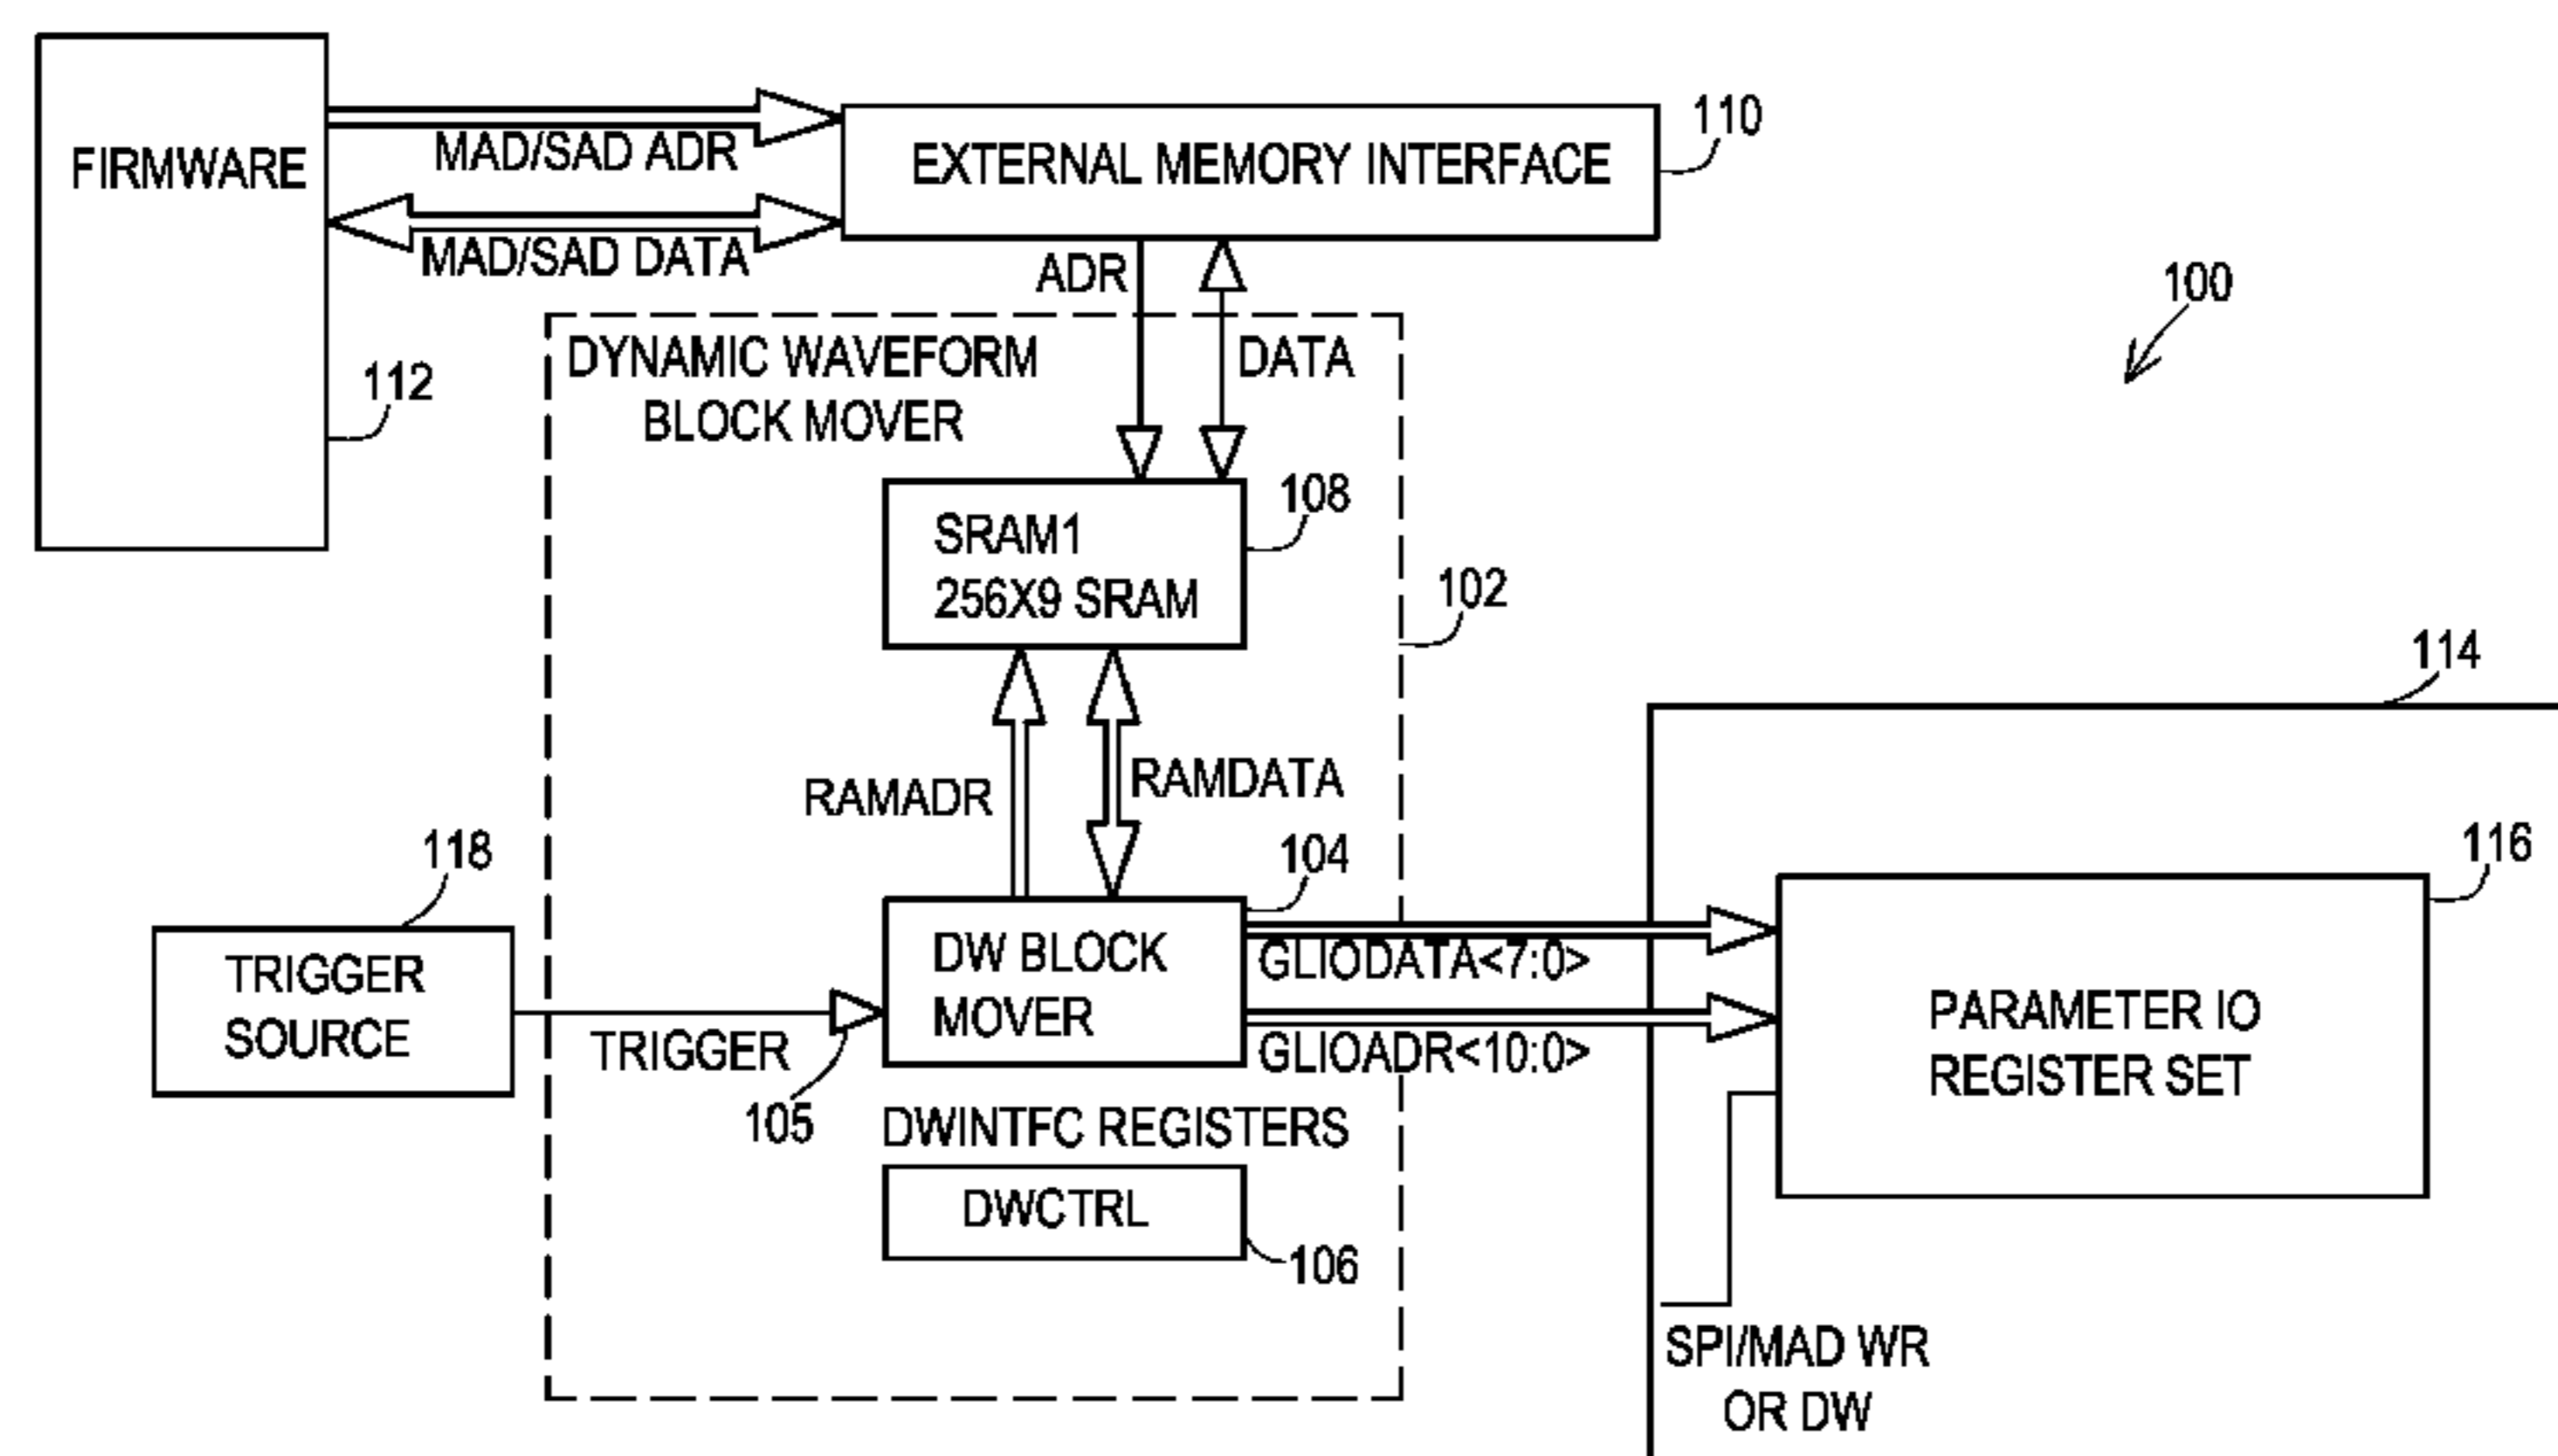 FIRMWARE
MAD/SAD ADR
MAD/SAD DATA
112
EXTERNAL MEMORY INTERFACE
110
ADR
DATA
100
DYNAMIC WAVEFORM
BLOCK MOVER
SRAM1
256X9 SRAM
108
102
RAMADR
RAMDATA
118
TRIGGER
SOURCE
TRIGGER
105
DW BLOCK
MOVER
104
GLIODATA<7:0>
GLIOADR<10:0>
DWINTFC REGISTERS
DWCTRL
106
114
116
PARAMETER IO
REGISTER SET
SPI/MAD WR
OR DW